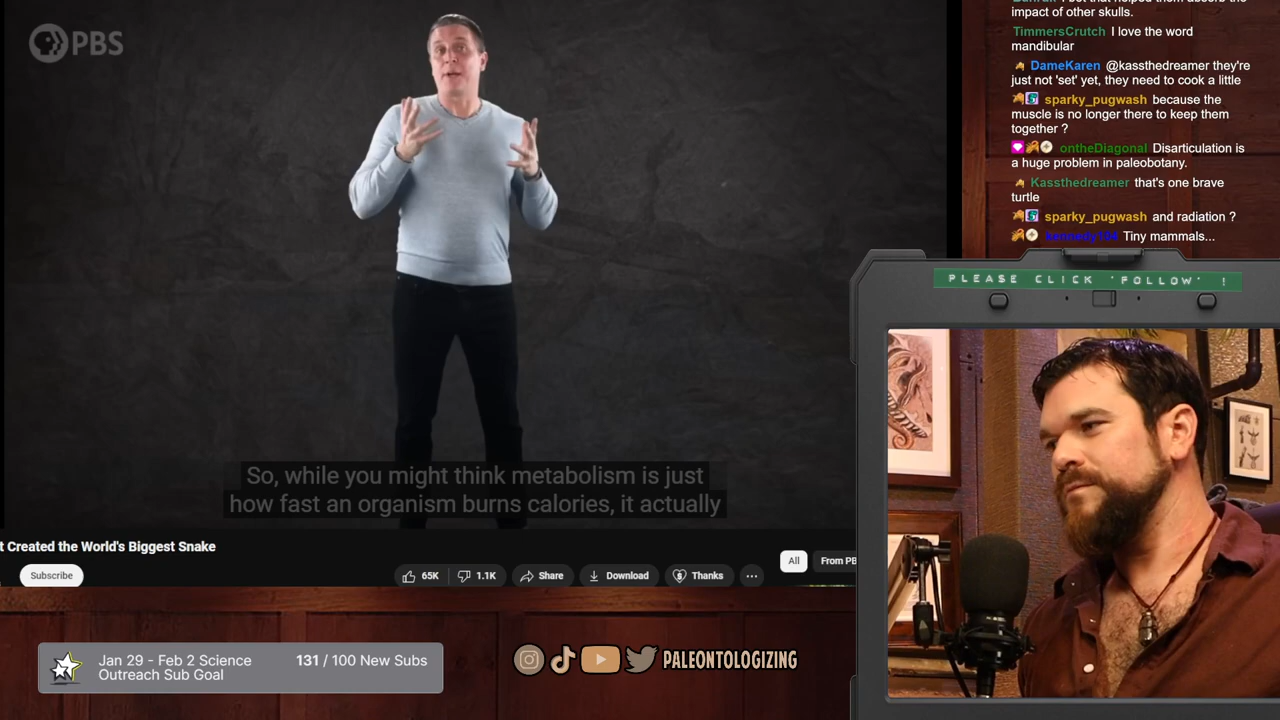 PBS
So, while you might think metabolism is just
how fast an organism burns calories, it actually
t Created the World's Biggest Snake
Subscribe
65K
1.1K
Share
Download
Thanks
All
From PB
Jan 29 - Feb 2 Science
Outreach Sub Goal
131 / 100 New Subs
PALEONTOLOGIZING
impact of other skulls.
TimmersCrutch I love the word
mandibular
DameKaren @kassthedreamer they're
just not 'set' yet, they need to cook a little
sparky_pugwash because the
muscle is no longer there to keep them
together ?
ontheDiagonal Disarticulation is
a huge problem in paleobotany.
Kassthedreamer that's one brave
turtle
sparky_pugwash and radiation ?
Tiny mammals...
PLEASE CLICK 'FOLLOW' !